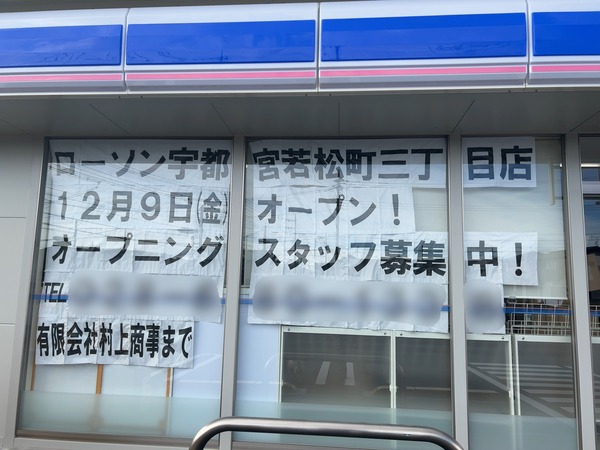 ローソン宇都宮若松町三丁目店
12月9日(金)オープン!
オープニングスタッフ募集中!
TEL
有限会社村上商事まで